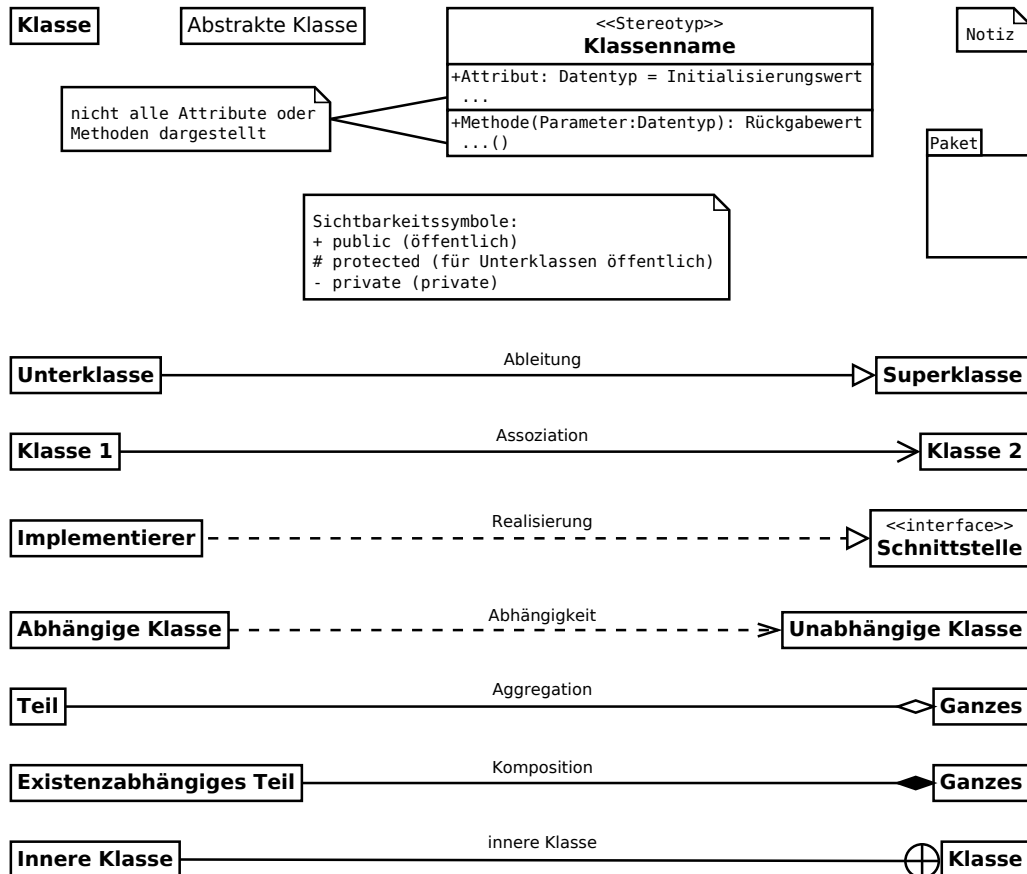 Klasse
Abstrakte Klasse
<<Stereotyp>>
Klassenname
+Attribut: Datentyp = Initialisierungswert
...
+Methode(Parameter:Datentyp): Rückgabewert
...()
Notiz
nicht alle Attribute oder
Methoden dargestellt
Paket
Sichtbarkeitssymbole:
+ public (öffentlich)
# protected (für Unterklassen öffentlich)
- private (private)
Unterklasse
Ableitung
Superklasse
Klasse 1
Assoziation
Klasse 2
Implementierer
Realisierung
<<interface>>
Schnittstelle
Abhängige Klasse
Abhängigkeit
Unabhängige Klasse
Teil
Aggregation
Ganzes
Existenzabhängiges Teil
Komposition
Ganzes
Innere Klasse
innere Klasse
Klasse